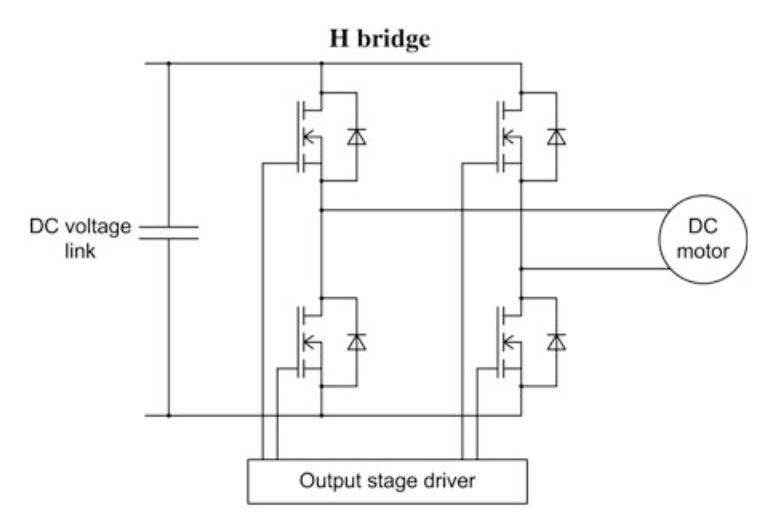 H bridge
DC voltage
link
DC
motor
Output stage driver